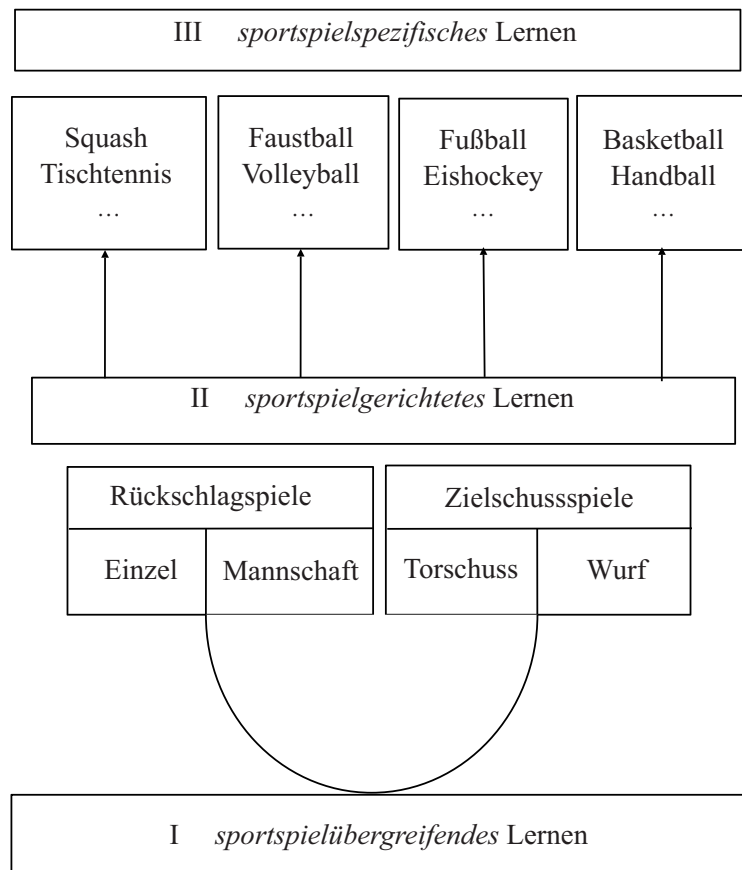 III sportspielspezifisches Lernen
Squash
Tischtennis
…
Faustball
Volleyball
…
Fußball
Eishockey
…
Basketball
Handball
…
II sportspielgerichtetes Lernen
Rückschlagspiele
Zielschussspiele
Einzel
Mannschaft
Torschuss
Wurf
I sportspielübergreifendes Lernen